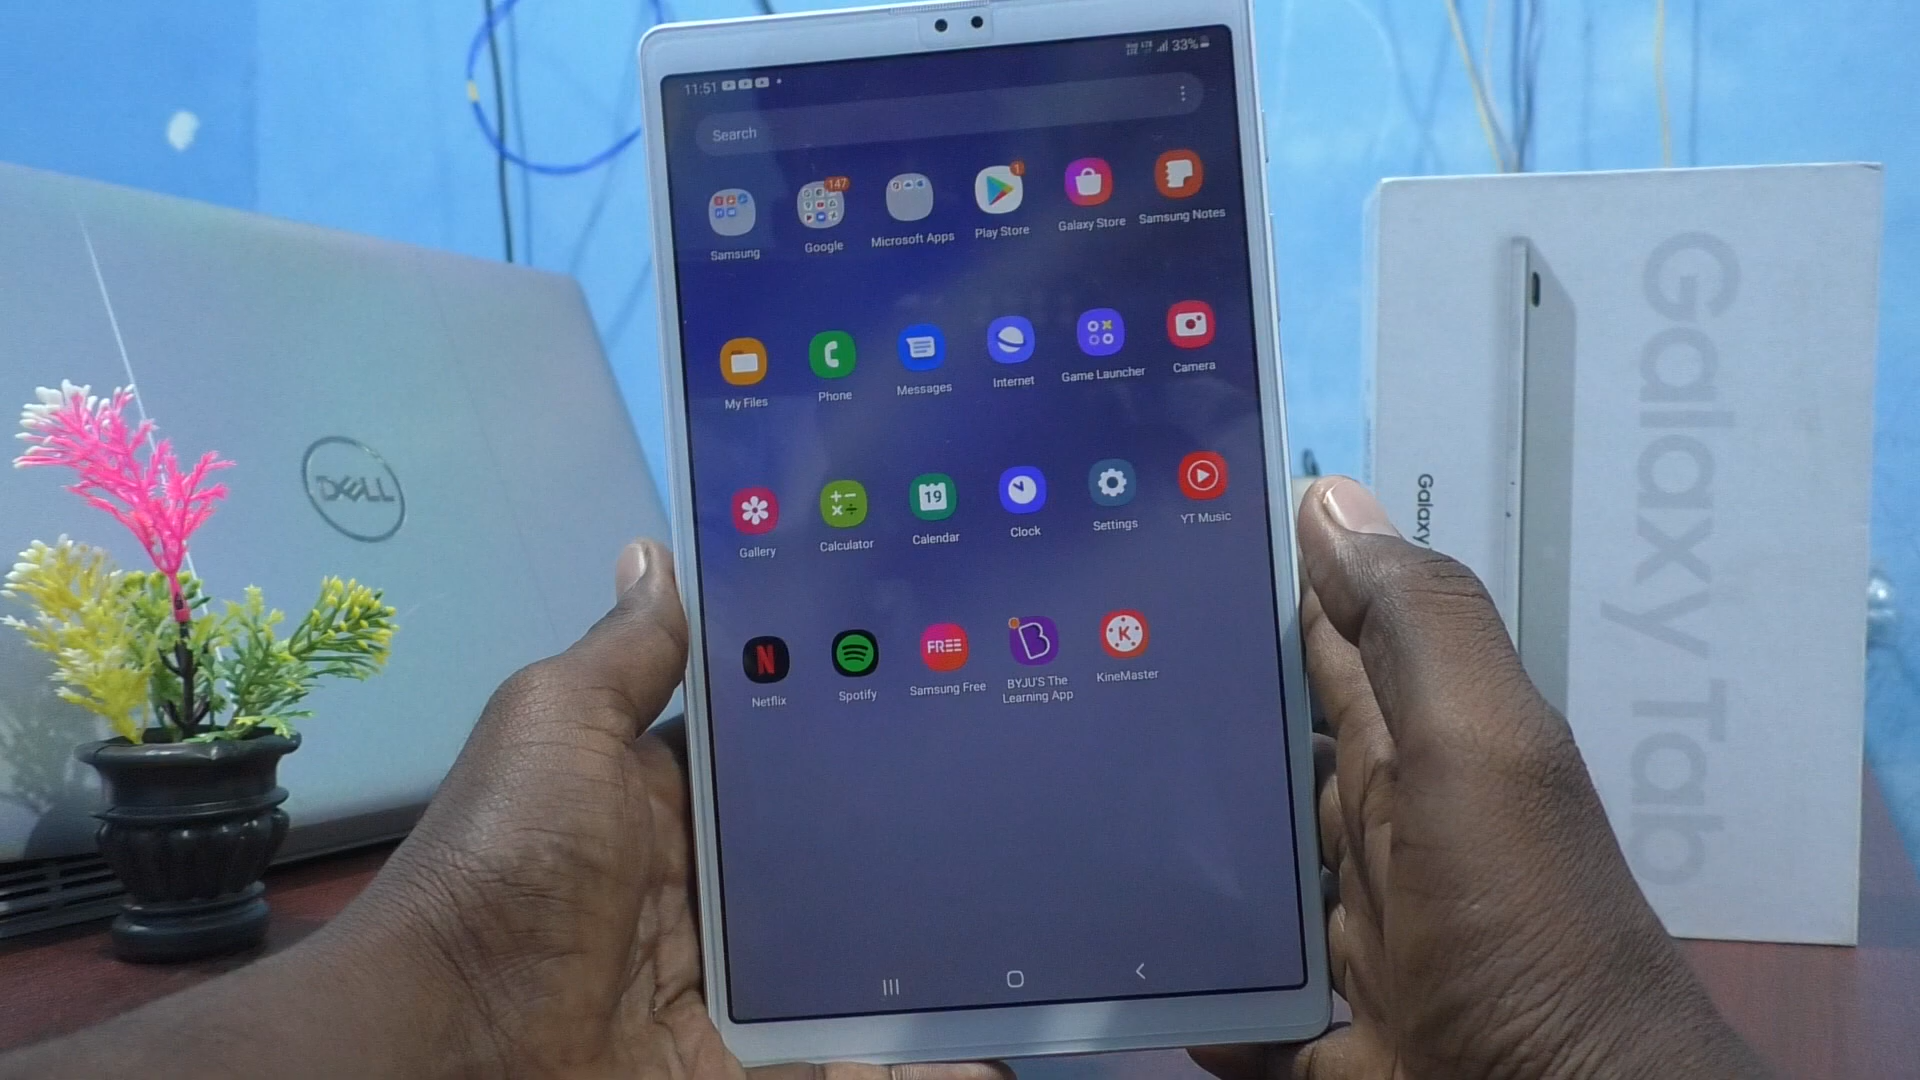 11:51
33%
Search
147
1
Samsung
Google
Microsoft Apps
Play Store
Galaxy Store
Samsung Notes
My Files
Phone
Messages
Internet
Game Launcher
Camera
19
Gallery
Calculator
Calendar
Clock
Settings
YT Music
N
FREE
B
K
Netflix
Spotify
Samsung Free
BYJU'S The
Learning App
KineMaster
DELL
Galaxy
Galaxy Tab